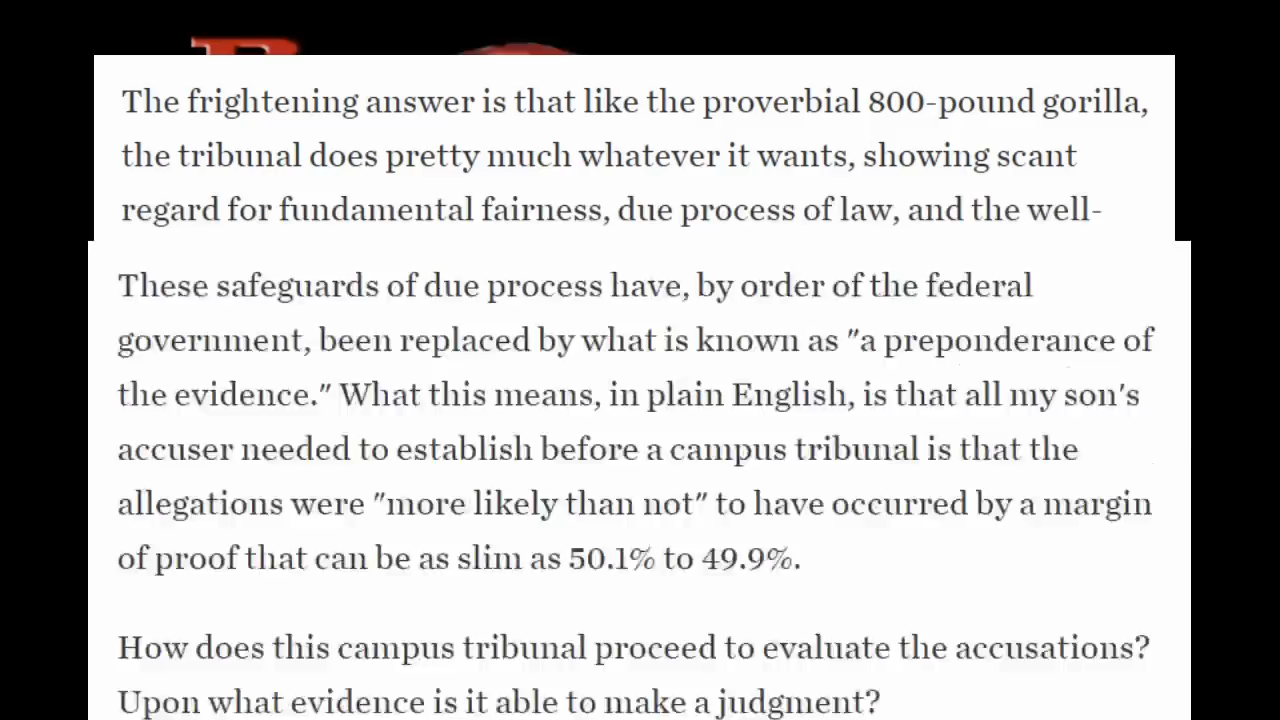 The frightening answer is that like the proverbial 800-pound gorilla,
the tribunal does pretty much whatever it wants, showing scant
regard for fundamental fairness, due process of law, and the well-
These safeguards of due process have, by order of the federal
government, been replaced by what is known as "a preponderance of
the evidence." What this means, in plain English, is that all my son's
accuser needed to establish before a campus tribunal is that the
allegations were "more likely than not" to have occurred by a margin
of proof that can be as slim as 50.1% to 49.9%.
How does this campus tribunal proceed to evaluate the accusations?
Upon what evidence is it able to make a judgment?